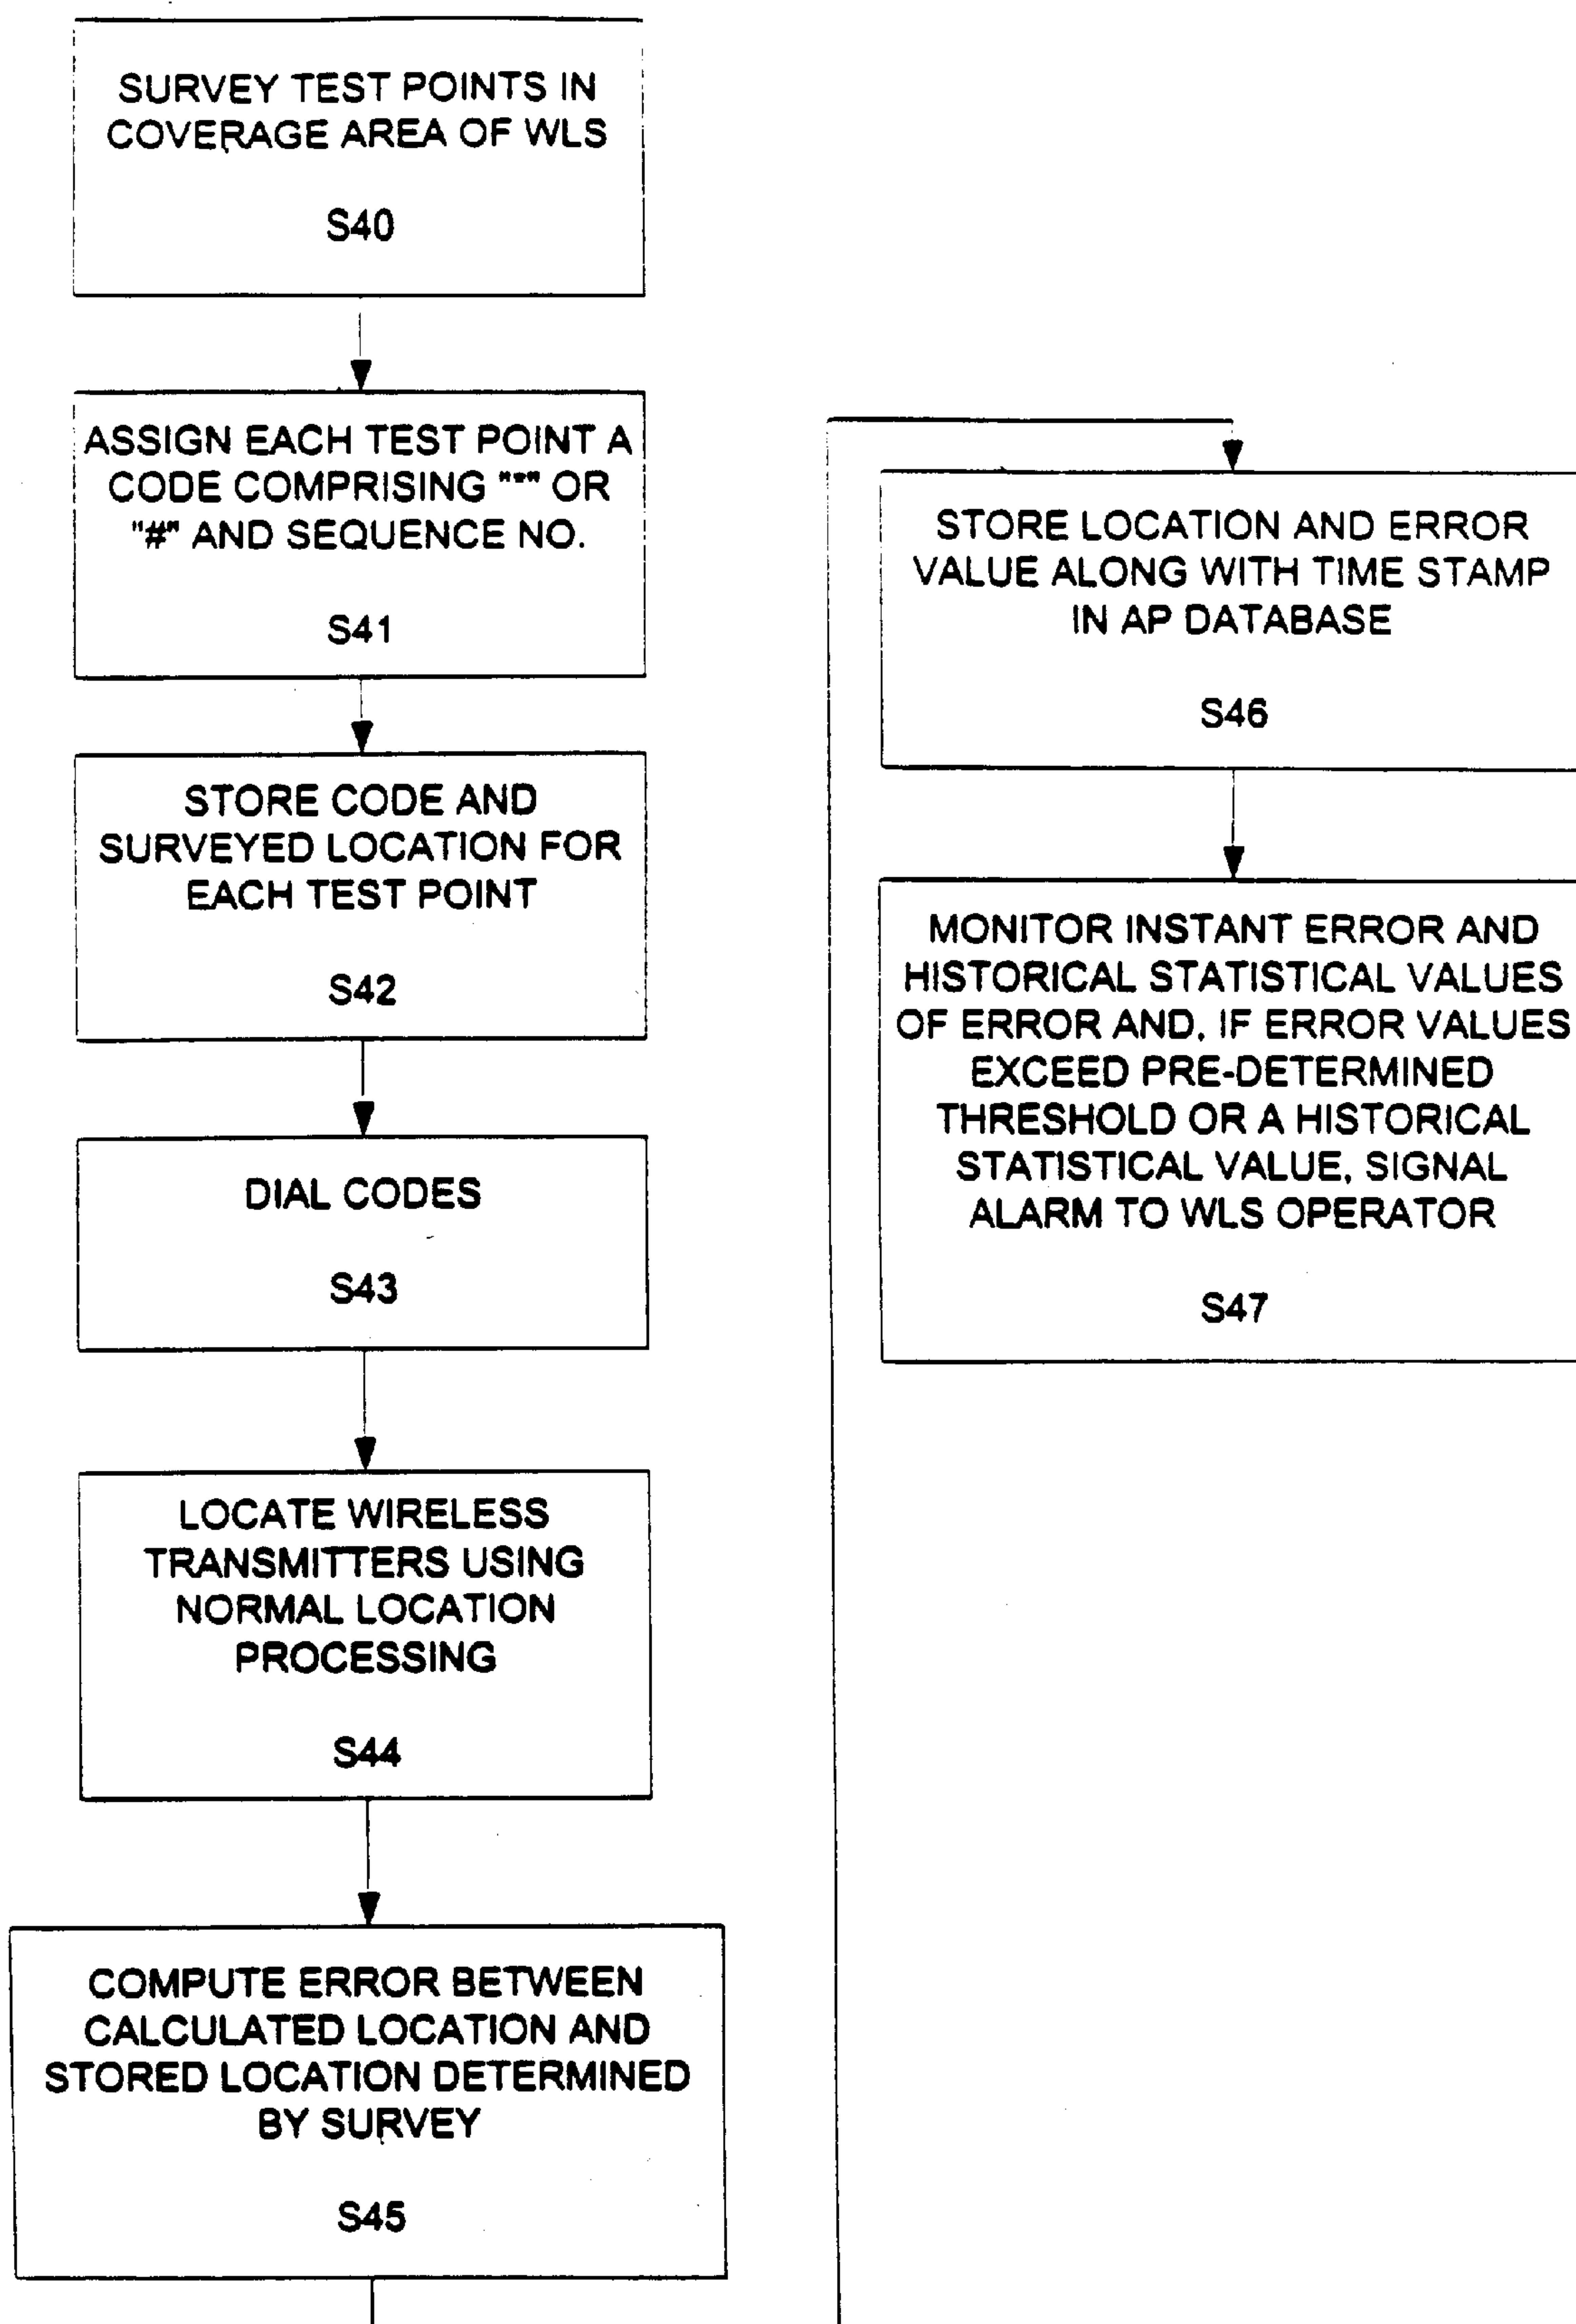 SURVEY TEST POINTS IN
COVERAGE AREA OF WLS
S40
ASSIGN EACH TEST POINT A
CODE COMPRISING "*" OR
"#" AND SEQUENCE NO.
S41
STORE CODE AND
SURVEYED LOCATION FOR
EACH TEST POINT
S42
DIAL CODES
S43
LOCATE WIRELESS
TRANSMITTERS USING
NORMAL LOCATION
PROCESSING
S44
COMPUTE ERROR BETWEEN
CALCULATED LOCATION AND
STORED LOCATION DETERMINED
BY SURVEY
S45
STORE LOCATION AND ERROR
VALUE ALONG WITH TIME STAMP
IN AP DATABASE
S46
MONITOR INSTANT ERROR AND
HISTORICAL STATISTICAL VALUES
OF ERROR AND, IF ERROR VALUES
EXCEED PRE-DETERMINED
THRESHOLD OR A HISTORICAL
STATISTICAL VALUE, SIGNAL
ALARM TO WLS OPERATOR
S47